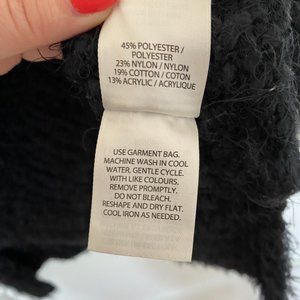 45% POLYESTER /
POLYESTER
23% NYLON / NYLON
19% COTTON / COTON
13% ACRYLIC / ACRYLIQUE
USE GARMENT BAG.
MACHINE WASH IN COOL
WATER, GENTLE CYCLE.
WITH LIKE COLOURS.
REMOVE PROMPTLY.
DO NOT BLEACH.
RESHAPE AND DRY FLAT.
COOL IRON AS NEEDED.